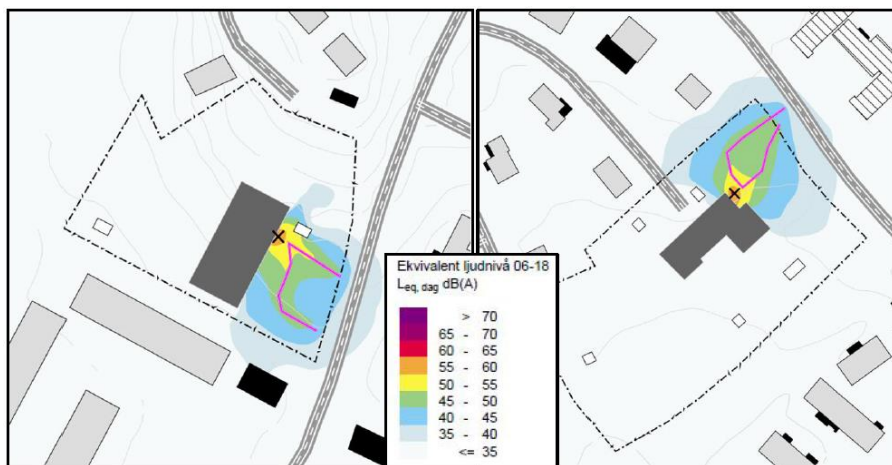 Ekvivalent ljudnivå 06-18
Leq, dag dB(A)
> 70
65 - 70
60 - 65
55 - 60
50 - 55
45 - 50
40 - 45
35 - 40
<= 35